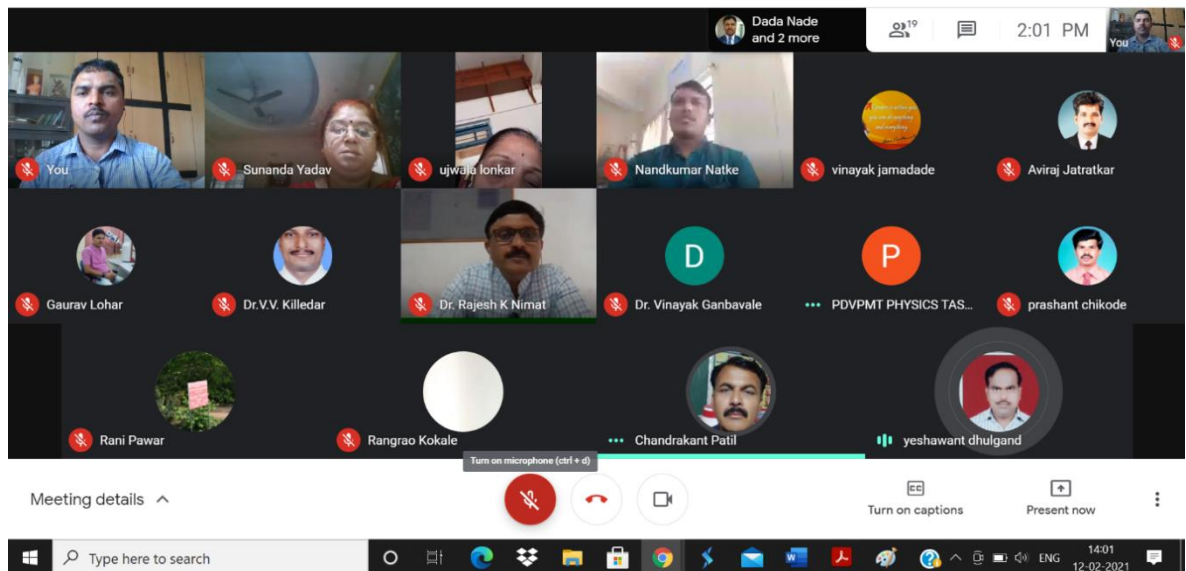 Dada Nade
and 2 more
19
2:01 PM
You
You
Sunanda Yadav
ujwala lonkar
Nandkumar Natke
vinayak jamadade
Aviraj Jatratkar
Gaurav Lohar
Dr.V.V. Killedar
Dr. Rajesh K Nimat
D
Dr. Vinayak Ganbavale
P
PDVPMT PHYSICS TAS...
prashant chikode
Rani Pawar
Rangrao Kokale
Chandrakant Patil
yeshawant dhulgand
Turn on microphone (ctrl + d)
Meeting details
CC
Turn on captions
Present now
Type here to search
ENG
14:01
12-02-2021